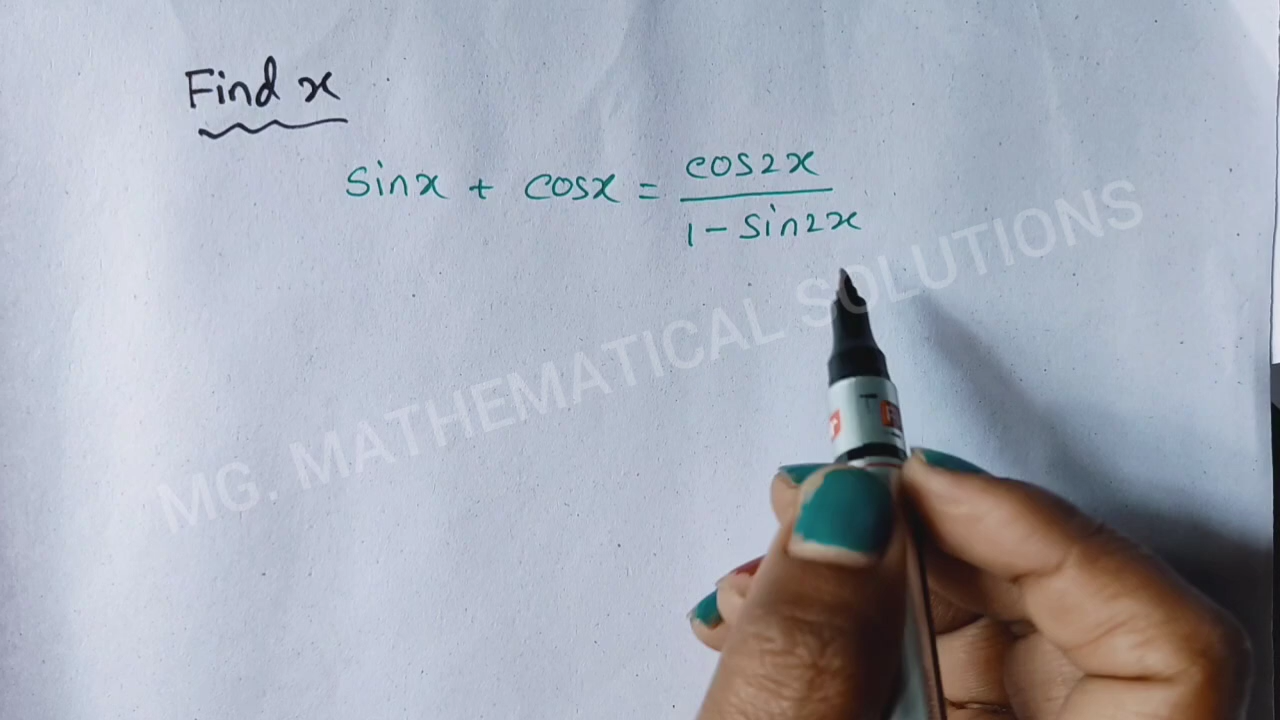 Find x
sinx + cosx = cos2x / 1 - sin2x
MG. MATHEMATICAL SOLUTIONS